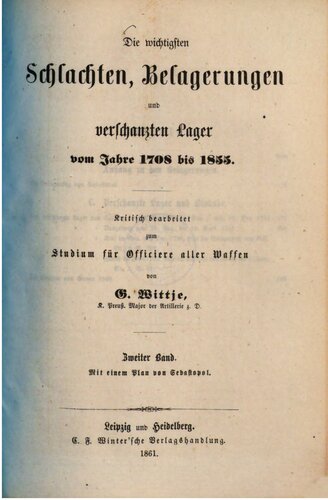 Die wichtigsten
Schlachten, Belagerungen
und
verschanzten Lager
vom Jahre 1708 bis 1855.
Kritisch bearbeitet
zum
Studium für Officiere aller Waffen
von
G. Wittje,
K. Preuß. Major der Artillerie z. D.
Zweiter Band.
Mit einem Plan von Sebastopol.
Leipzig und Heidelberg.
C. F. Winter'sche Verlagshandlung.
1861.